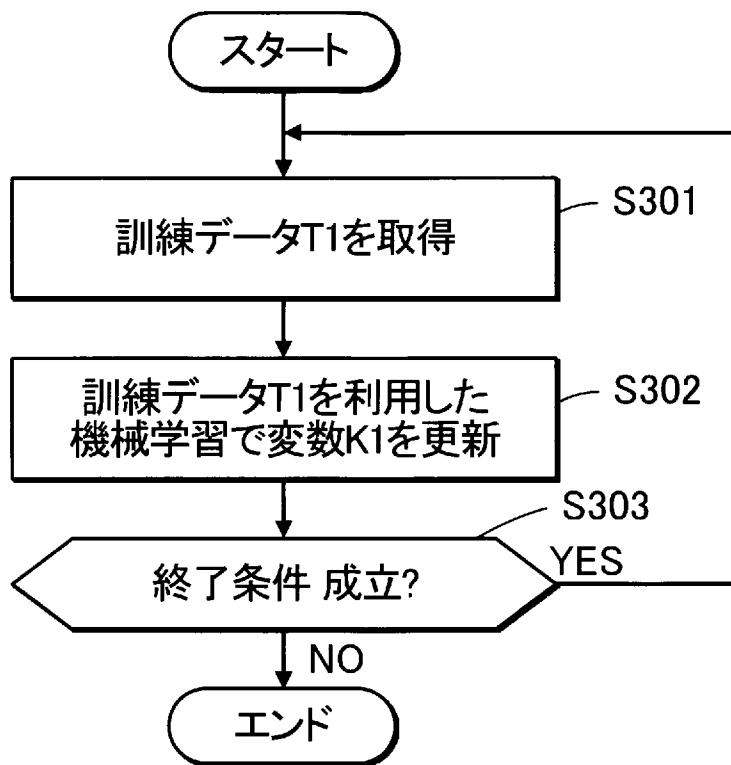 スタート
訓練データT1を取得
S301
訓練データT1を利用した
機械学習で変数K1を更新
S302
S303
終了条件 成立?
YES
NO
エンド